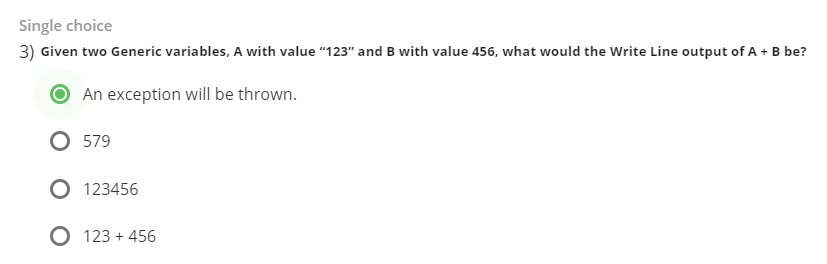 Single choice
3) Given two Generic variables, A with value “123” and B with value 456, what would the Write Line output of A + B be?
An exception will be thrown.
579
123456
123 + 456